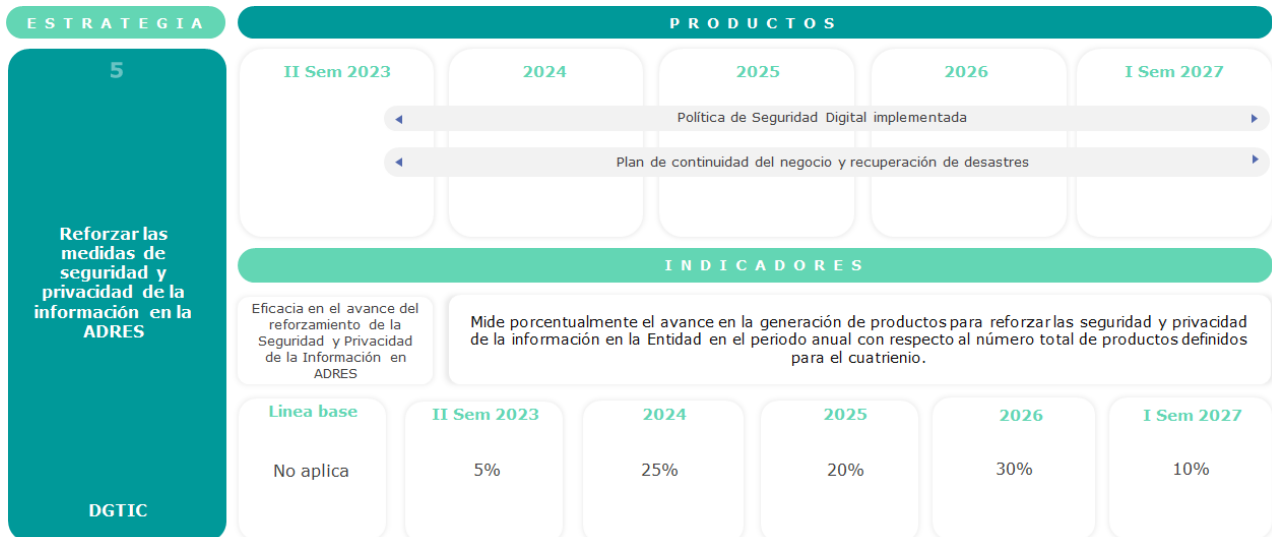 ESTRATEGIA
PRODUCTOS
5
Reforzar las
medidas de
seguridad y
privacidad de la
información en la
ADRES
DGTIC
II Sem 2023
2024
2025
2026
I Sem 2027
Política de Seguridad Digital implementada
Plan de continuidad del negocio y recuperación de desastres
INDICADORES
Eficacia en el avance del
reforzamiento de la
Seguridad y Privacidad
de la Información en
ADRES
Mide porcentualmente el avance en la generación de productos para reforzar las seguridad y privacidad
de la información en la Entidad en el periodo anual con respecto al número total de productos definidos
para el cuatrienio.
Linea base
II Sem 2023
2024
2025
2026
I Sem 2027
No aplica
5%
25%
20%
30%
10%